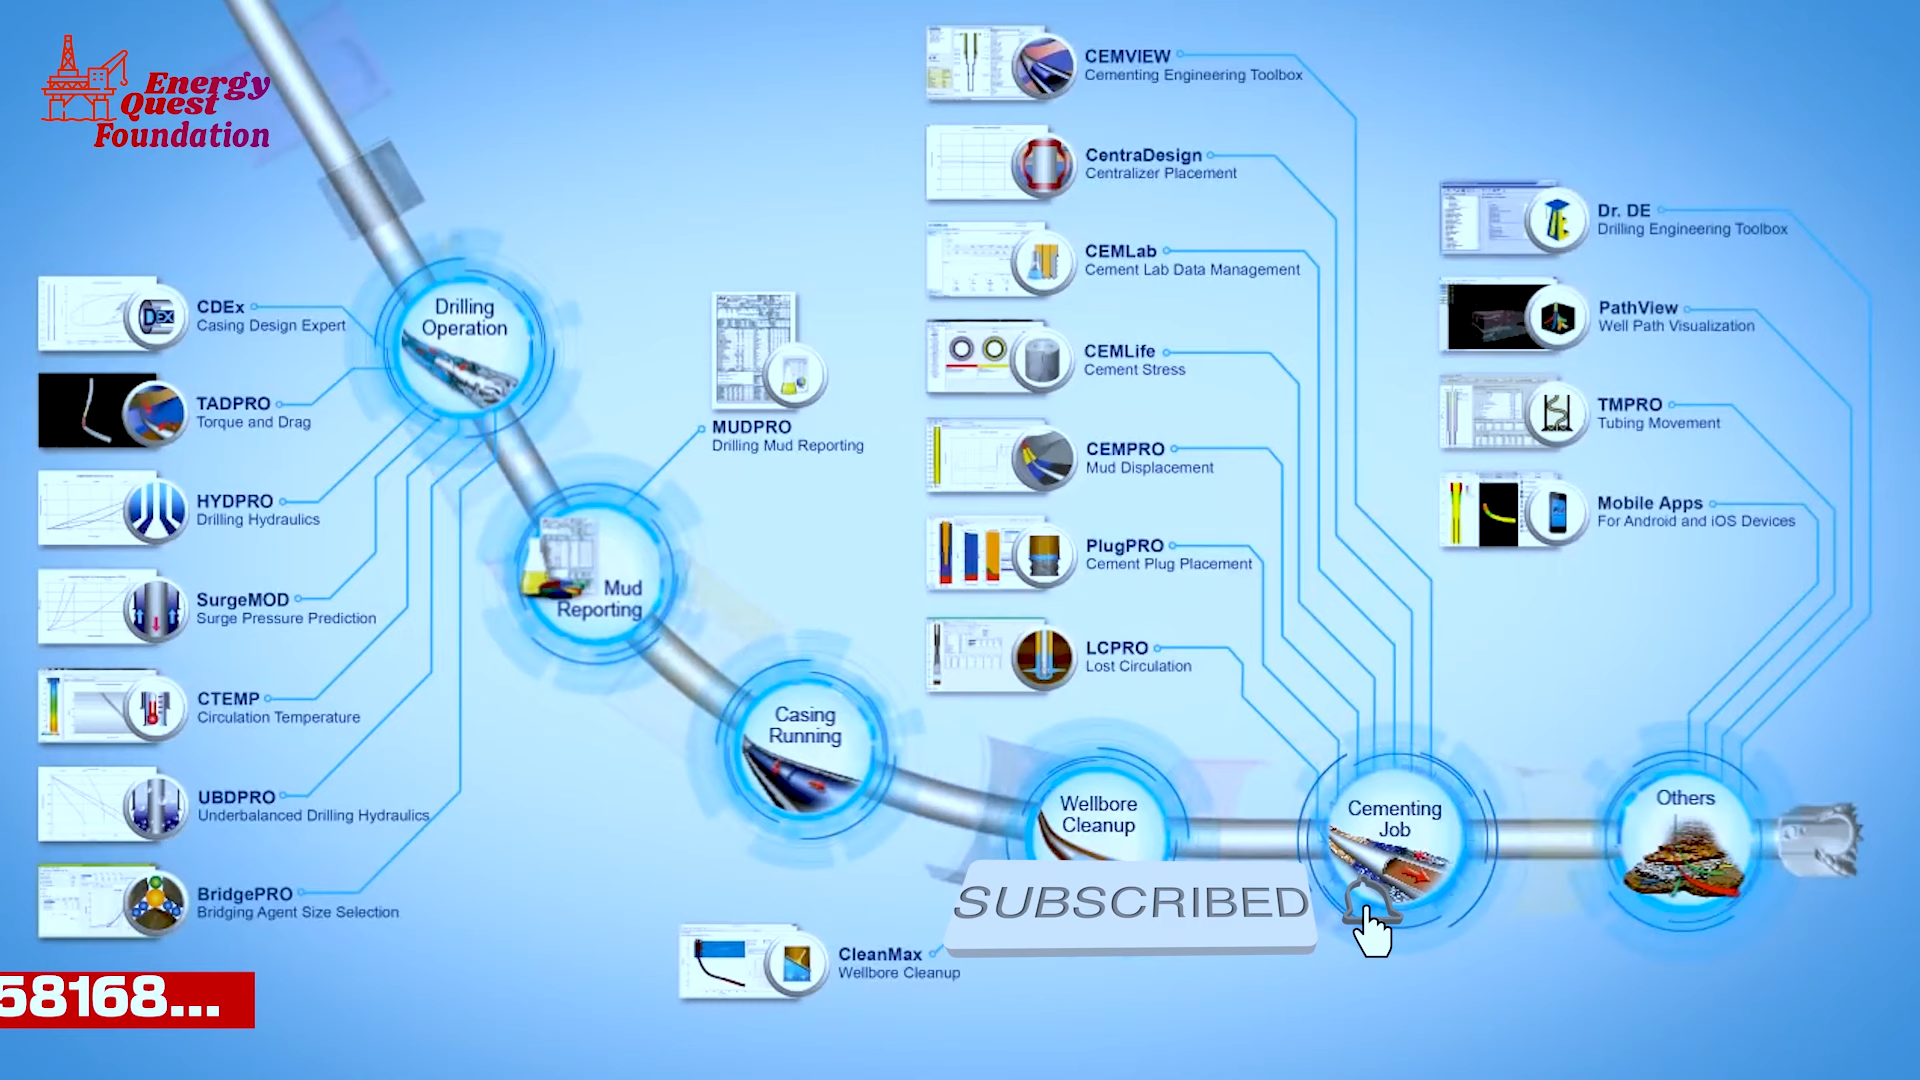 Energy
Quest
Foundation
CDEx
Casing Design Expert
TADPRO
Torque and Drag
HYDPRO
Drilling Hydraulics
SurgeMOD
Surge Pressure Prediction
CTEMP
Circulation Temperature
UBDPRO
Underbalanced Drilling Hydraulics
BridgePRO
Bridging Agent Size Selection
Drilling
Operation
MUDPRO
Drilling Mud Reporting
Mud
Reporting
Casing
Running
CEMVIEW
Cementing Engineering Toolbox
CentraDesign
Centralizer Placement
CEMLab
Cement Lab Data Management
CEMLife
Cement Stress
CEMPRO
Mud Displacement
PlugPRO
Cement Plug Placement
LCPRO
Lost Circulation
Dr. DE
Drilling Engineering Toolbox
PathView
Well Path Visualization
TMPRO
Tubing Movement
Mobile Apps
For Android and iOS Devices
Wellbore
Cleanup
Cementing
Job
Others
SUBSCRIBED
CleanMax
Wellbore Cleanup
58168...